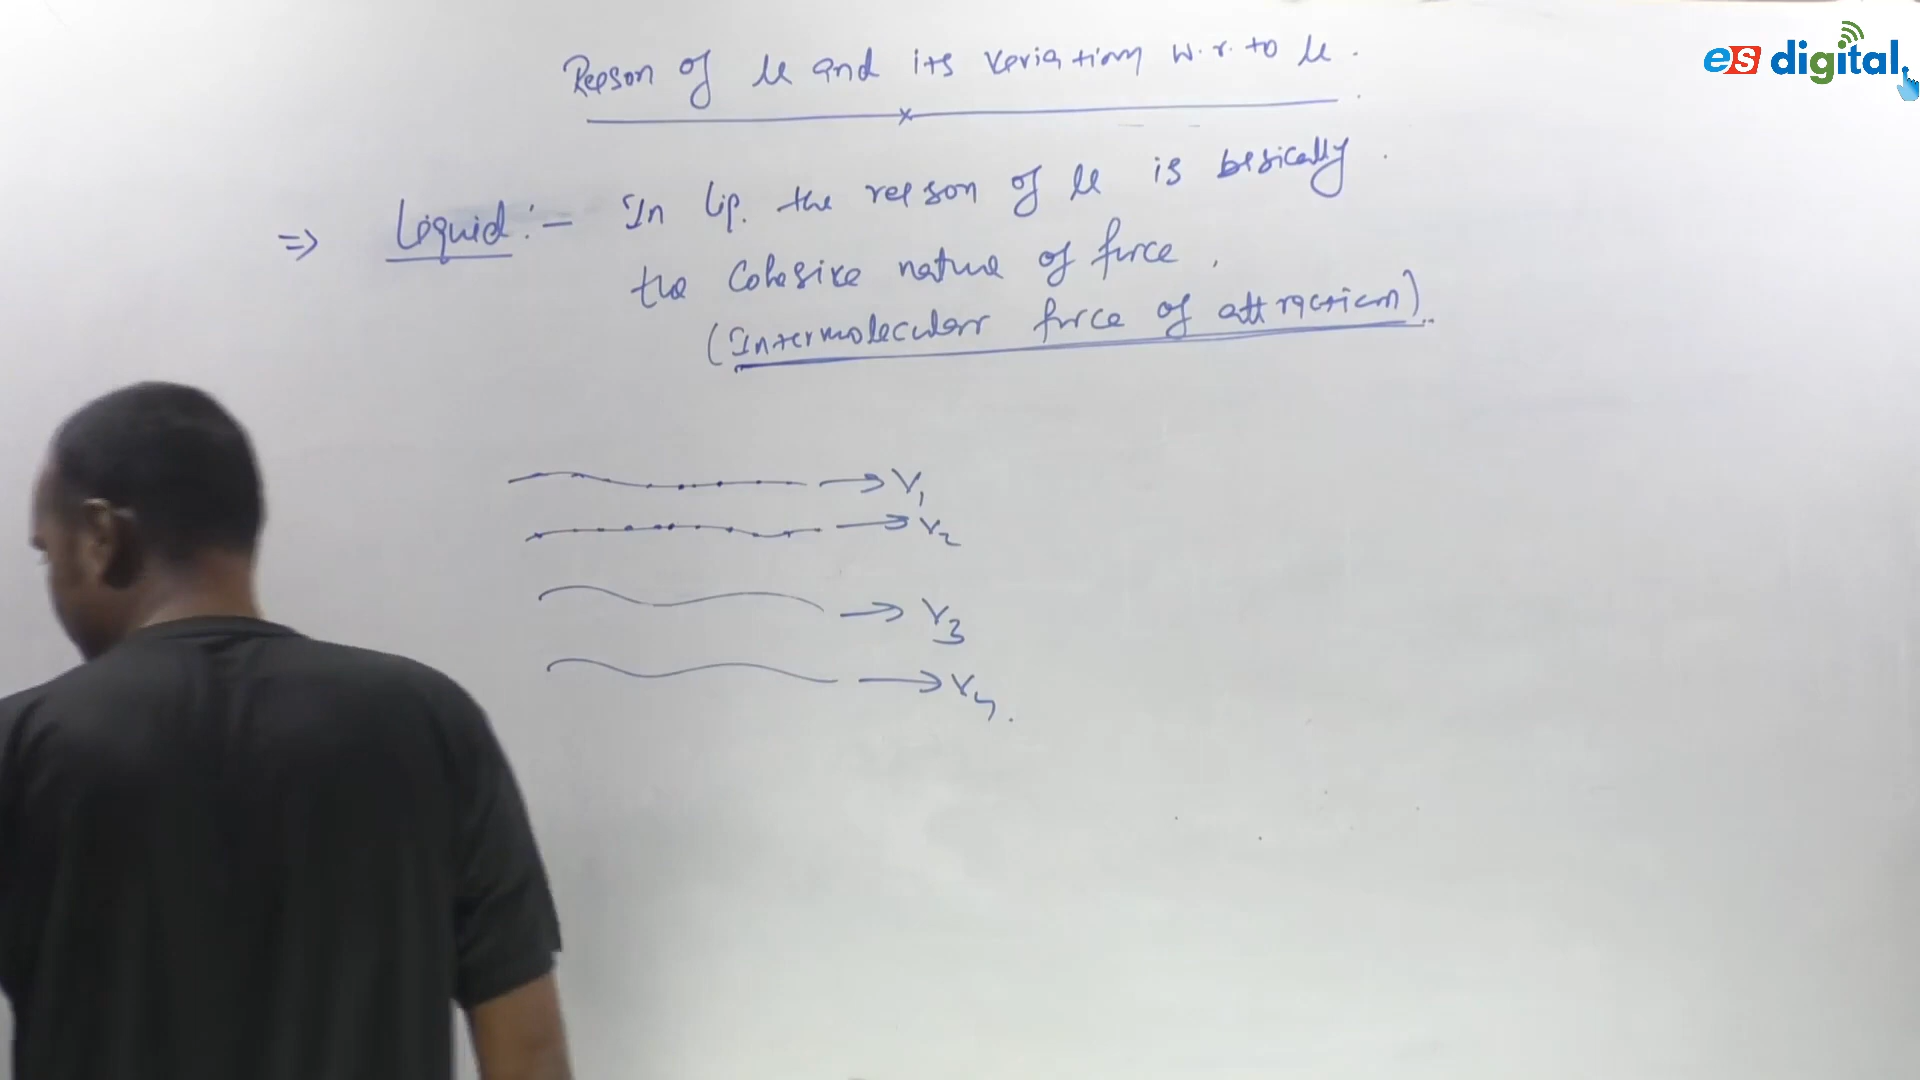 Reason of μ and its variation w.r.to μ.
⇒ Liquid :- In liq. the reason of μ is basically
the cohesive nature of force.
(Intermolecular force of attraction)
→ V1
→ V2
→ V3
→ V4.
es digital